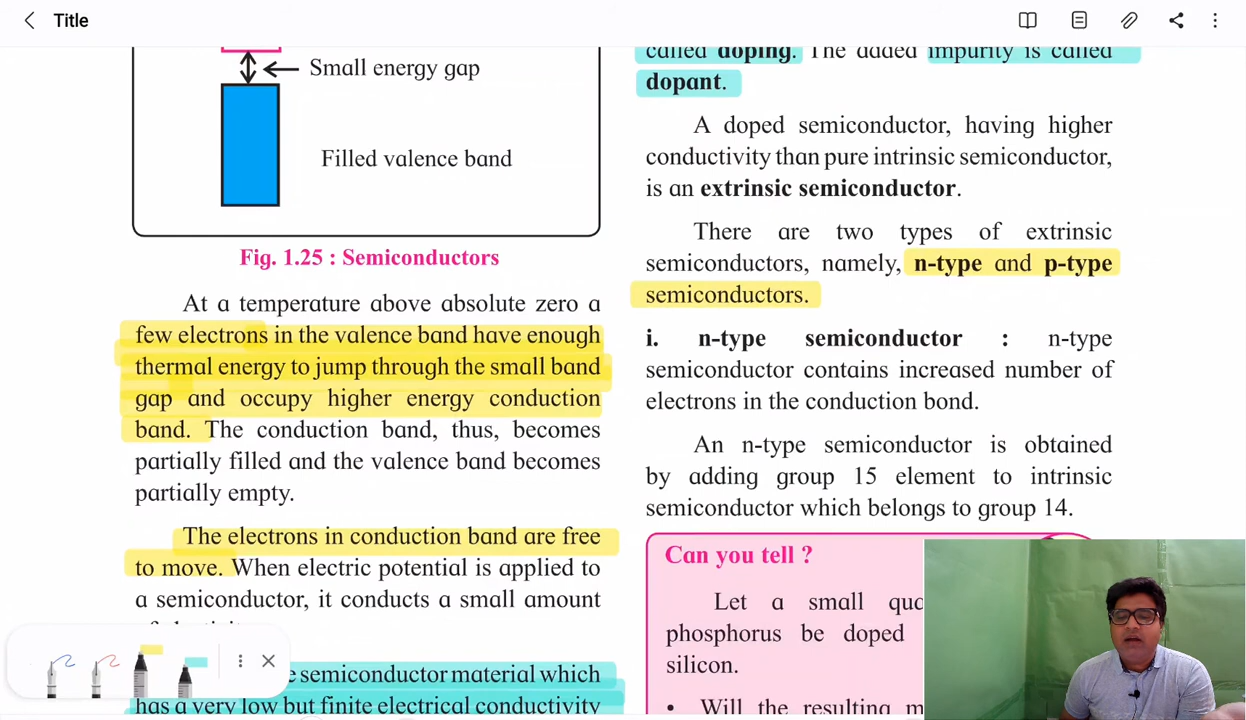 Title
Small energy gap
Filled valence band
Fig. 1.25 : Semiconductors
At a temperature above absolute zero a
few electrons in the valence band have enough
thermal energy to jump through the small band
gap and occupy higher energy conduction
band. The conduction band, thus, becomes
partially filled and the valence band becomes
partially empty.
The electrons in conduction band are free
to move. When electric potential is applied to
a semiconductor, it conducts a small amount
semiconductor material which
has a very low but finite electrical conductivity
called doping. The added impurity is called
dopant.
A doped semiconductor, having higher
conductivity than pure intrinsic semiconductor,
is an extrinsic semiconductor.
There are two types of extrinsic
semiconductors, namely, n-type and p-type
semiconductors.
i. n-type semiconductor : n-type
semiconductor contains increased number of
electrons in the conduction bond.
An n-type semiconductor is obtained
by adding group 15 element to intrinsic
semiconductor which belongs to group 14.
Can you tell ?
Let a small
phosphorus be doped
silicon.
• Will the resulting